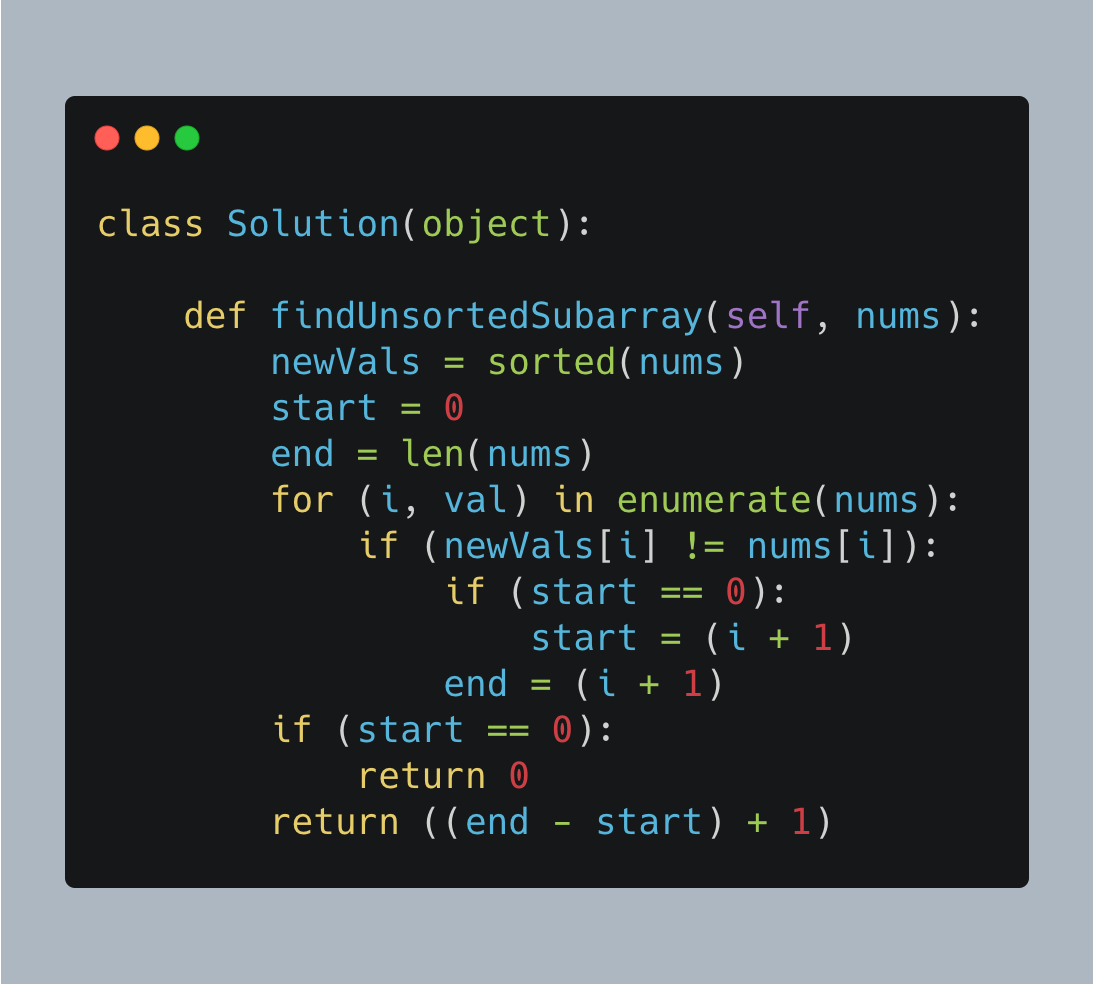 class Solution(object):

    def findUnsortedSubarray(self, nums):
        newVals = sorted(nums)
        start = 0
        end = len(nums)
        for (i, val) in enumerate(nums):
            if (newVals[i] != nums[i]):
                if (start == 0):
                    start = (i + 1)
                end = (i + 1)
        if (start == 0):
            return 0
        return ((end - start) + 1)